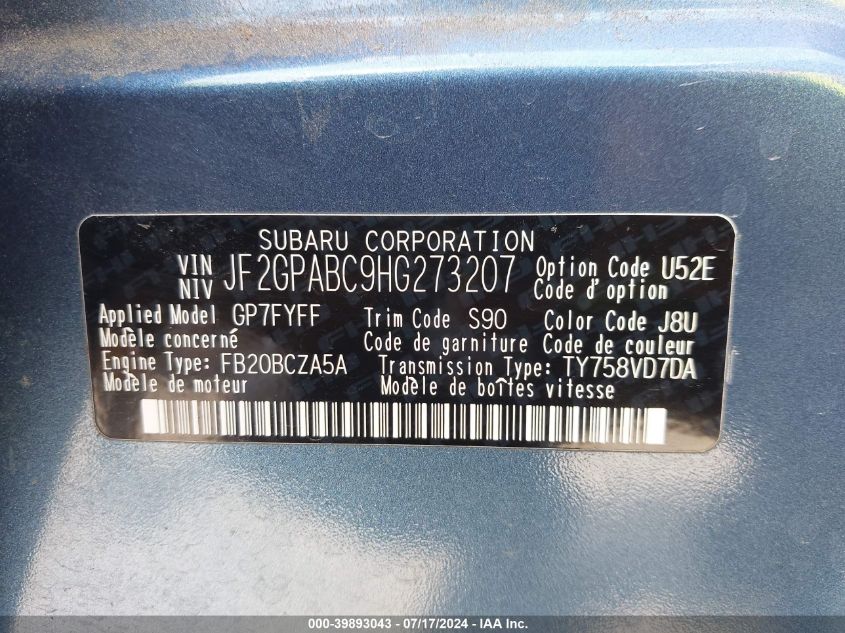 SUBARU CORPORATION
VIN JF2GPABC9HG273207 Option Code U52E
NIV Code d'option
Applied Model GP7FYFF Trim Code S90 Color Code J8U
Modèle concerné Code de garniture Code de couleur
Engine Type: FB20BCZA5A Transmission Type: TY758VD7DA
Modèle de moteur Modèle de boîtes vitesse
000-39893043 - 07/17/2024 - IAA Inc.